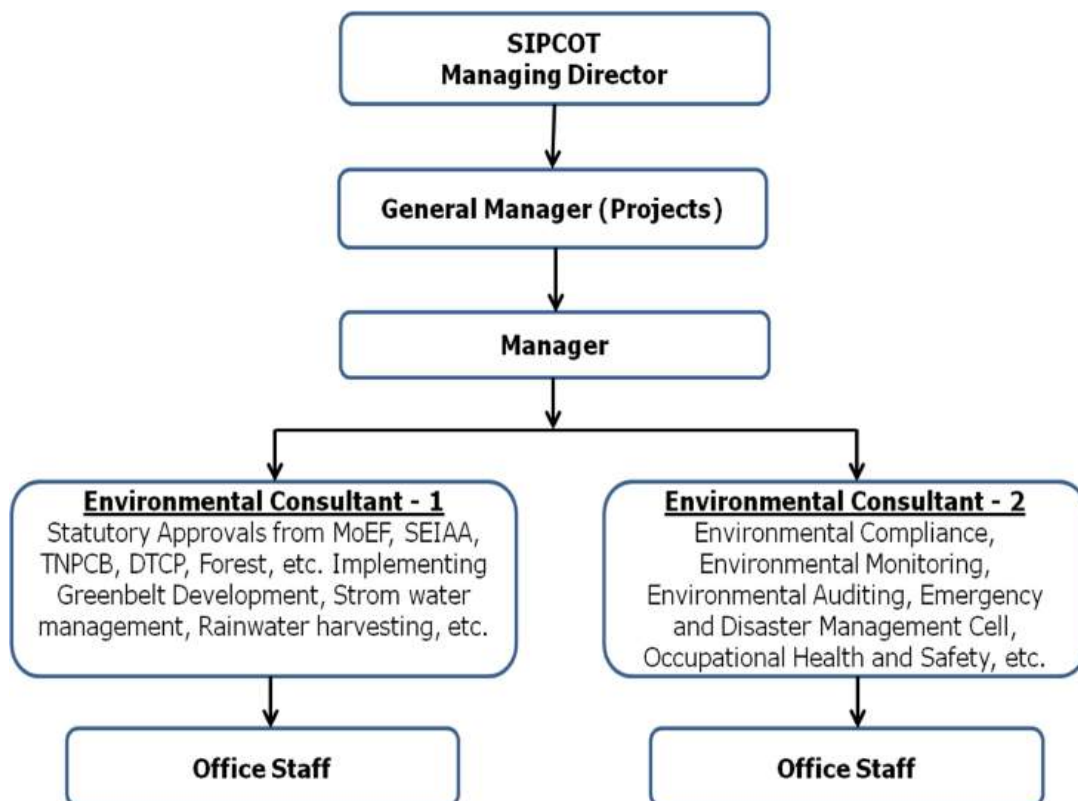 SIPCOT
Managing Director
General Manager (Projects)
Manager
Environmental Consultant - 1
Statutory Approvals from MoEF, SEIAA,
TNPCB, DTCP, Forest, etc. Implementing
Greenbelt Development, Strom water
management, Rainwater harvesting, etc.
Environmental Consultant - 2
Environmental Compliance,
Environmental Monitoring,
Environmental Auditing, Emergency
and Disaster Management Cell,
Occupational Health and Safety, etc.
Office Staff
Office Staff